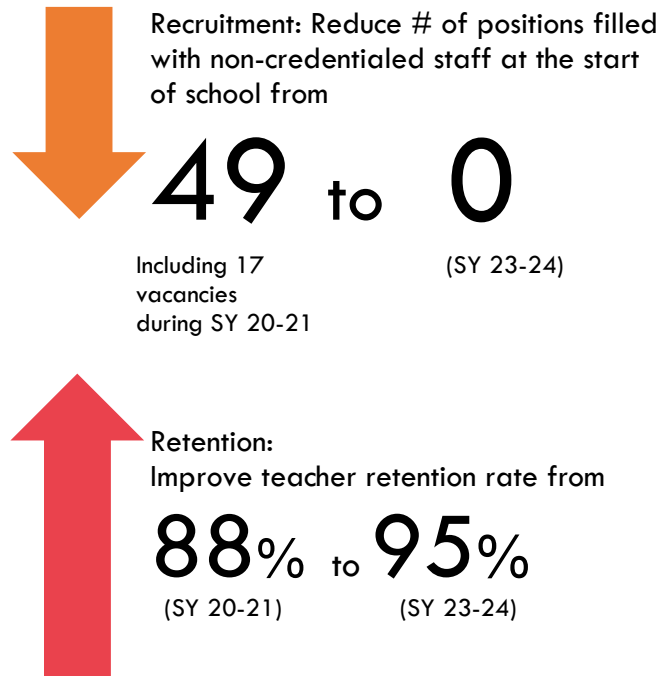 Recruitment: Reduce # of positions filled
with non-credentialed staff at the start
of school from
49 to 0
Including 17
vacancies
during SY 20-21
(SY 23-24)
Retention:
Improve teacher retention rate from
88% to 95%
(SY 20-21) (SY 23-24)